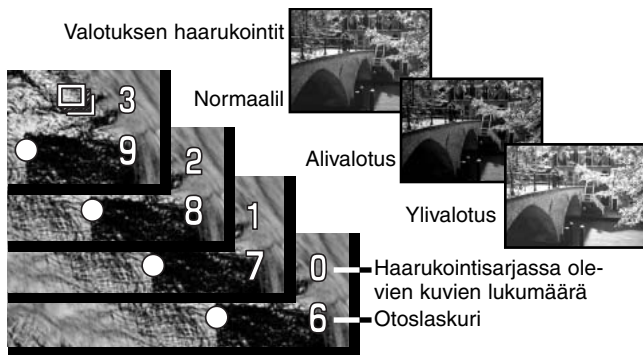 Valotuksen haarukointit
Normaalil
Alivalotus
Ylivalotus
3
9
2
8
1
7
0
6
Haarukointisarjassa ole-
vien kuvien lukumäärä
Otoslaskuri